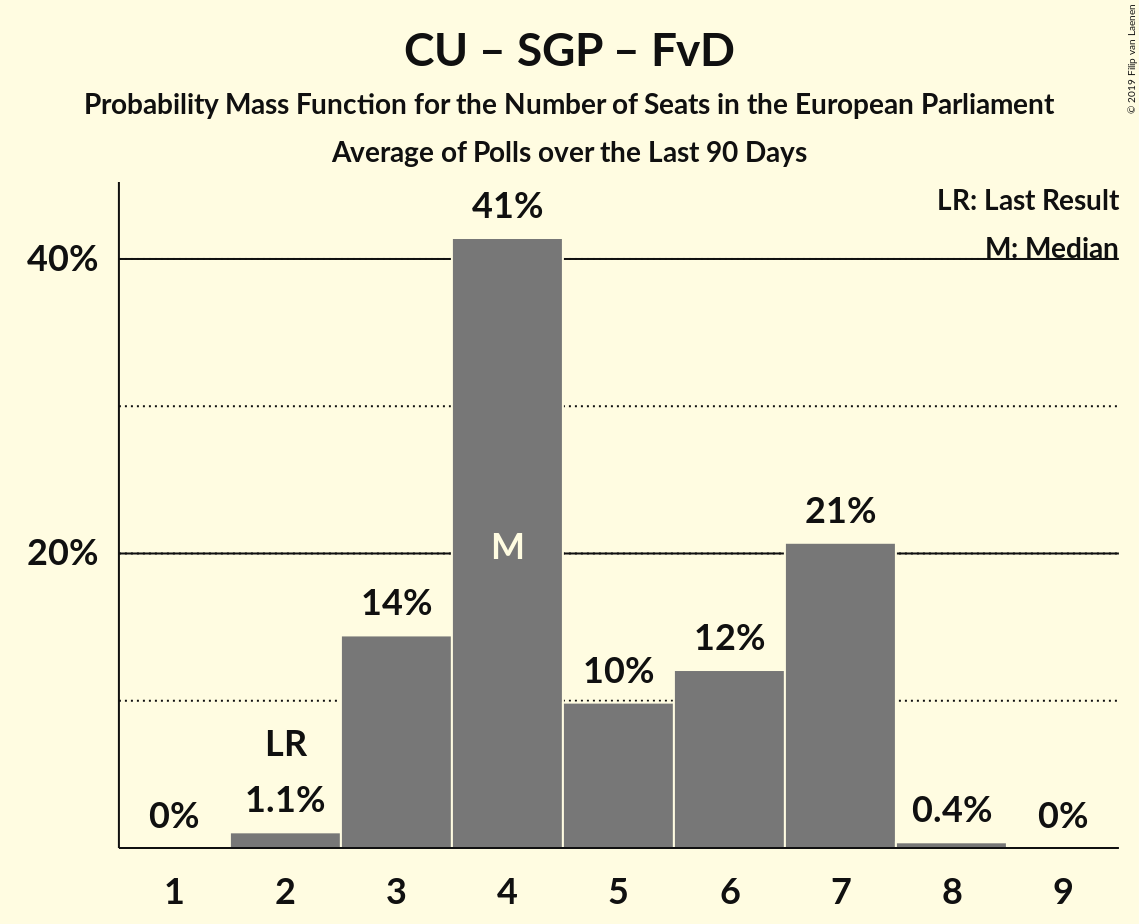 CU – SGP – FvD
Probability Mass Function for the Number of Seats in the European Parliament
Average of Polls over the Last 90 Days
© 2019 Filip van Laenen
LR: Last Result
M: Median
40%
20%
0%
LR
1.1%
14%
41%
M
10%
12%
21%
0.4%
0%
1 2 3 4 5 6 7 8 9